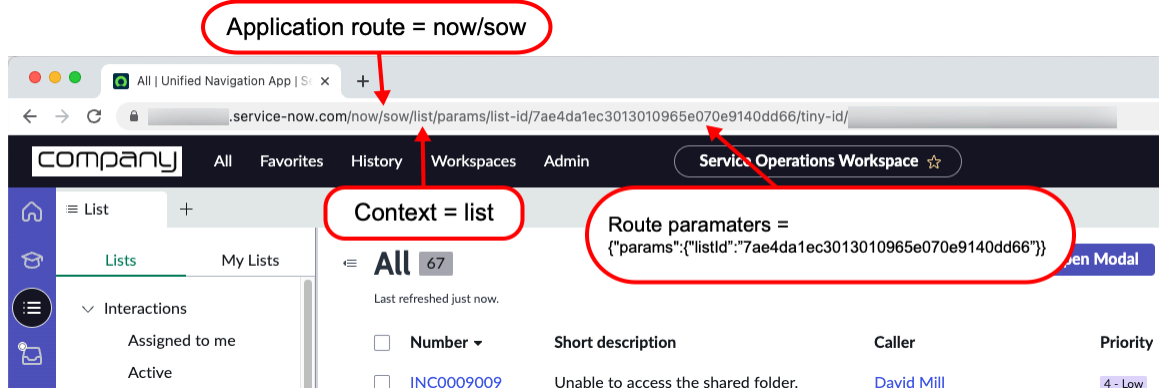 Application route = now/sow
All | Unified Navigation App | S
.service-now.com/now/sow/list/params/list-id/7ae4da1ec3013010965e070e9140dd66/tiny-id/
company
All Favorites History Workspaces Admin Service Operations Workspace
List
Context = list
Route paramaters =
{"params":{"listId":"7ae4da1ec3013010965e070e9140dd66"}}
Lists My Lists
All 67
pen Modal
Last refreshed just now.
Interactions
Assigned to me
Active
Number Short description Caller Priority
INC0009009 Unable to access the shared folder. David Mill 4 - Low